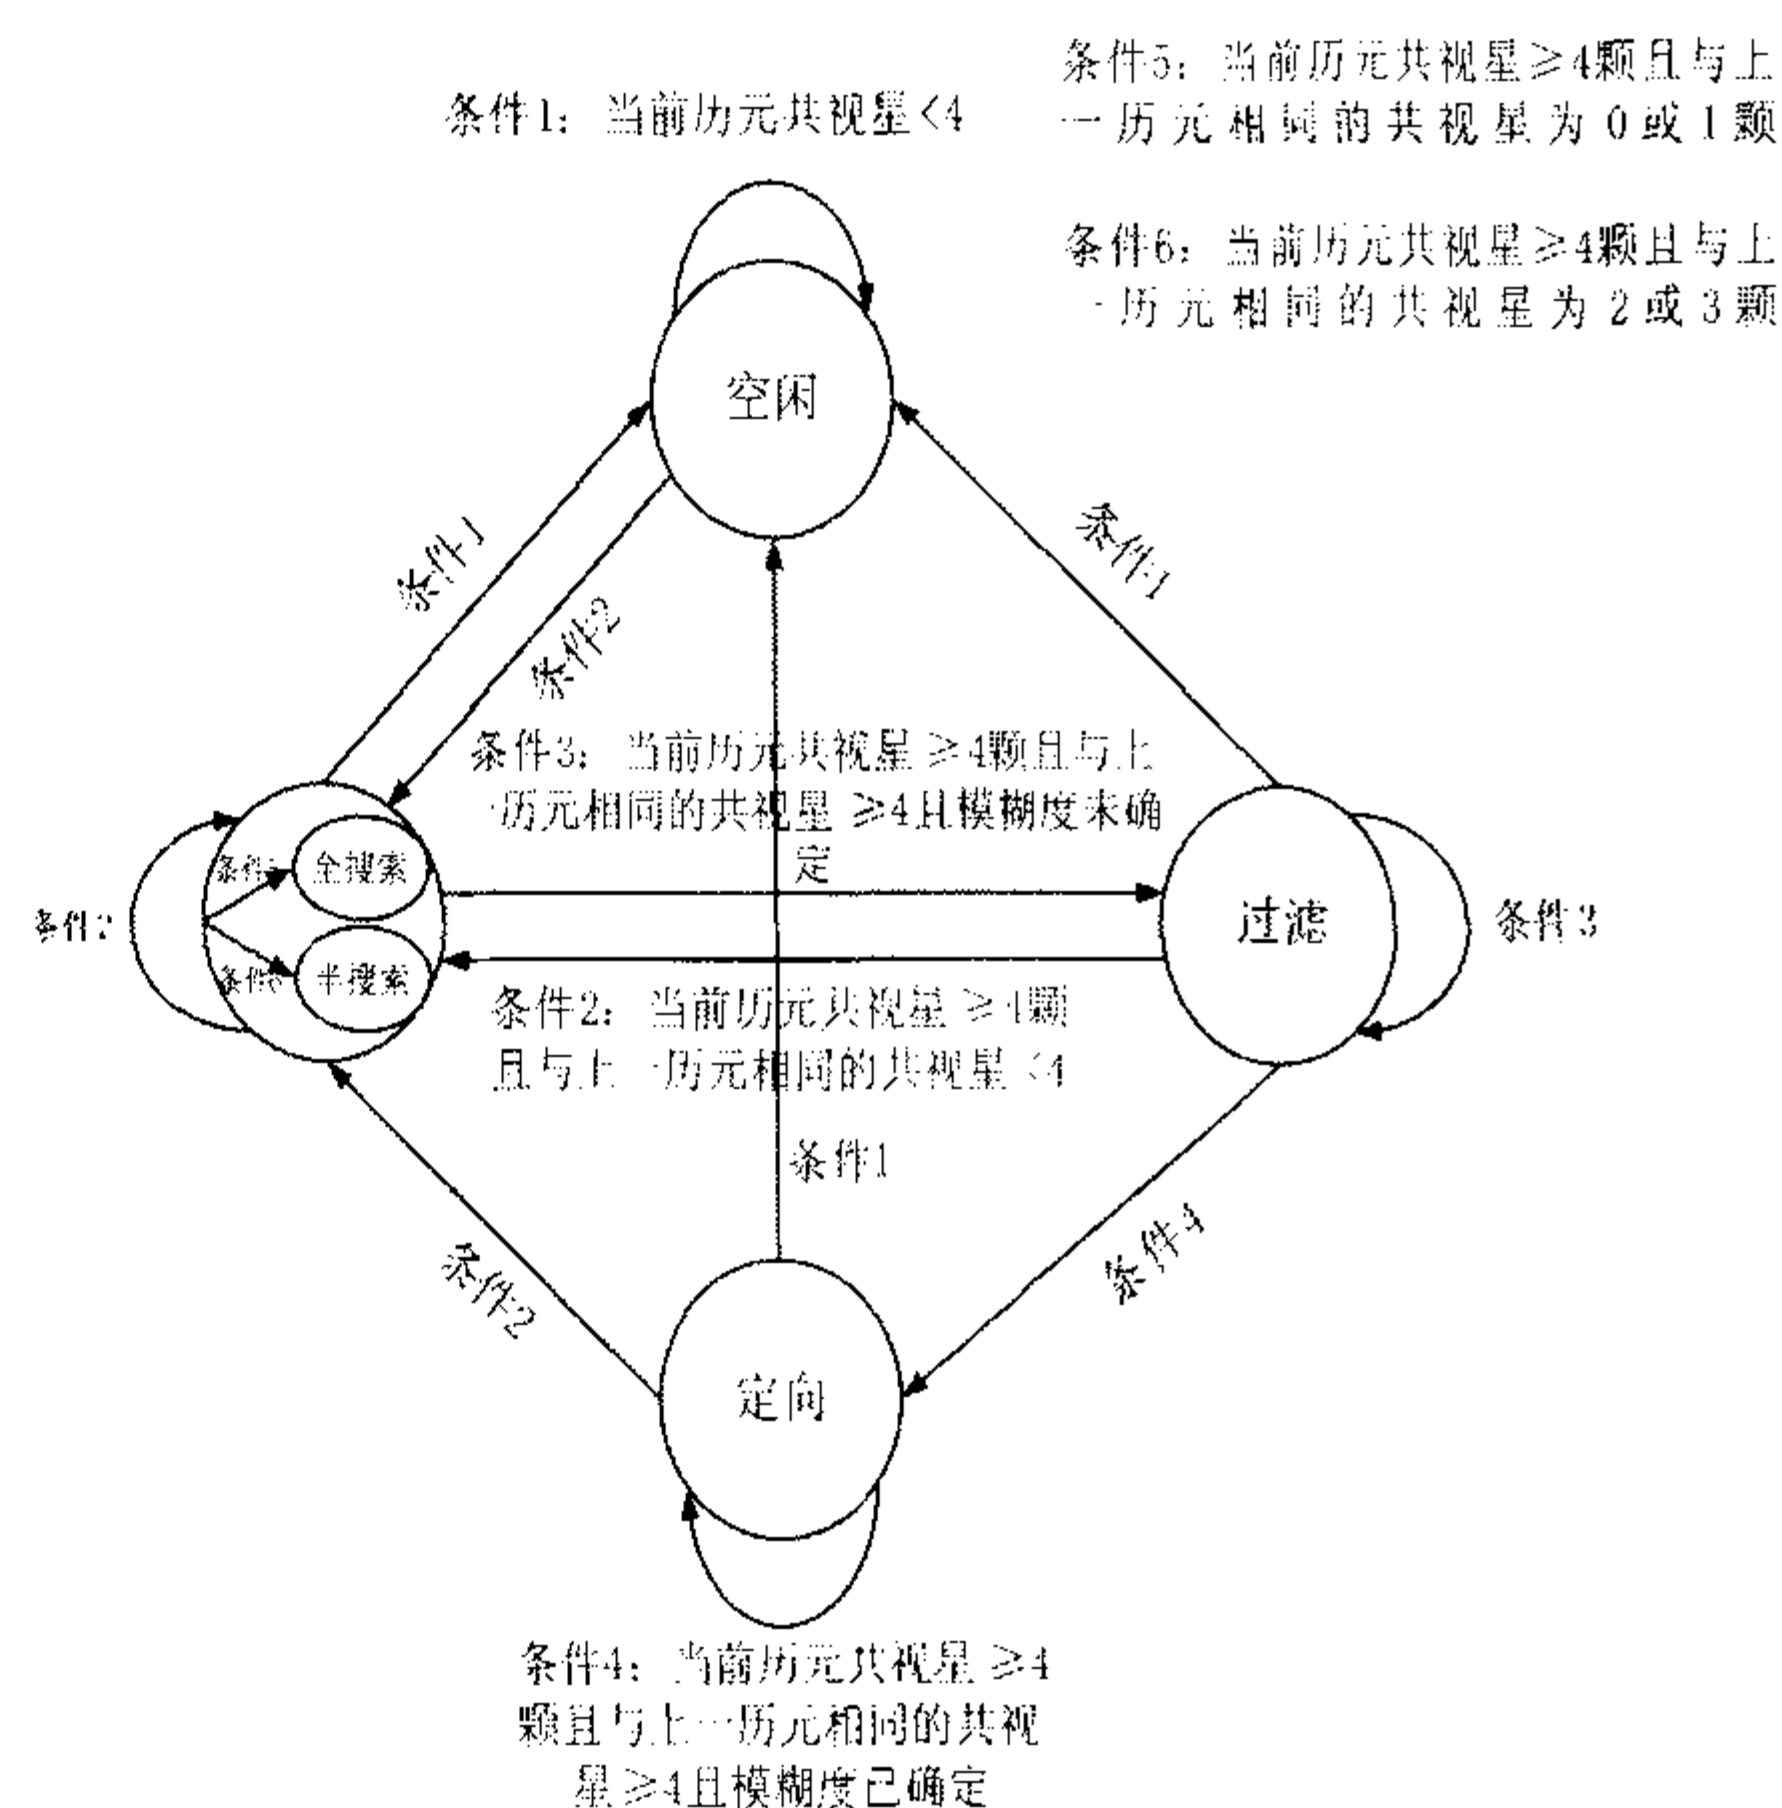 条件5：当前历元共视星≥4颗且与上
一历元相同的共视星为0或1颗
条件1：当前历元共视星<4
条件6：当前历元共视星≥4颗且与上
一历元相同的共视星为2或3颗
空闲
条件1
条件1
条件2
条件3：当前历元共视星≥4颗且与上
一历元相同的共视星≥4且模糊度未确
定
条件
全搜索
条件2
过滤
条件3
条件6
半搜索
条件2：当前历元共视星≥4颗
且与上一历元相同的共视星<4
条件1
条件4
条件2
定向
条件4：当前历元共视星≥4
颗且与上一历元相同的共视
星≥4且模糊度已确定